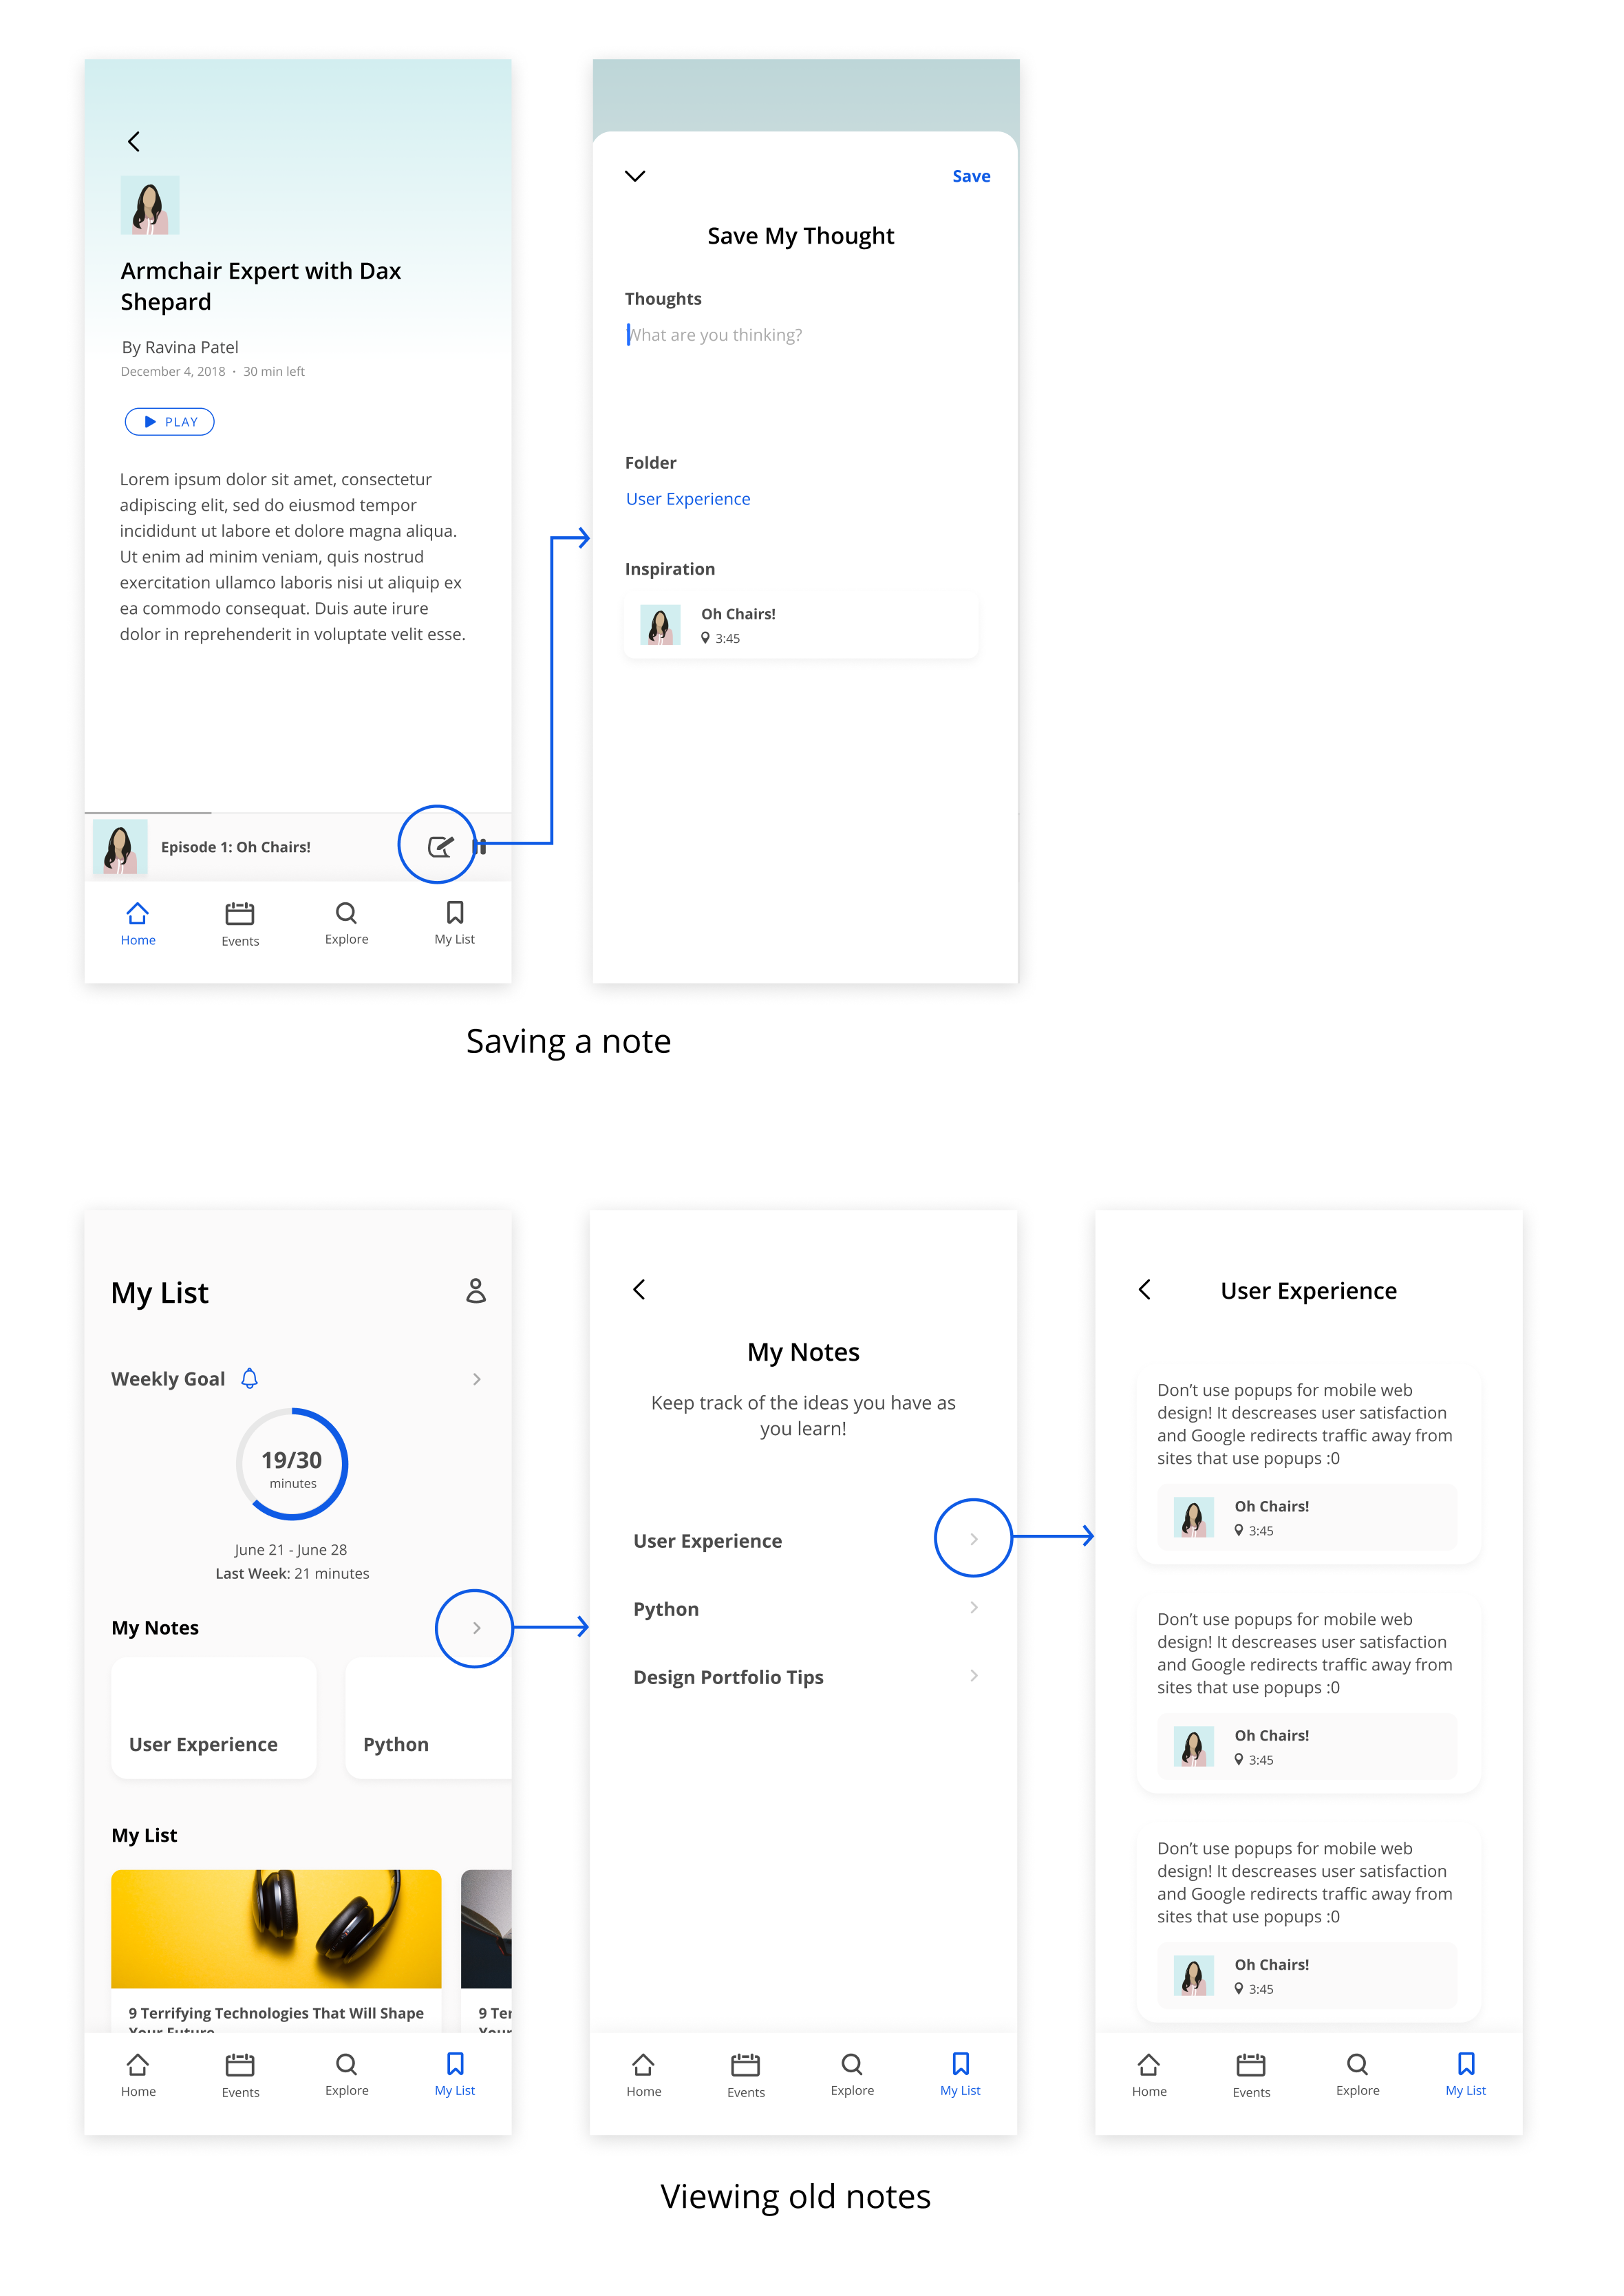 Armchair Expert with Dax
Shepard
By Ravina Patel
December 4, 2018 · 30 min left
PLAY
Lorem ipsum dolor sit amet, consectetur
adipiscing elit, sed do eiusmod tempor
incididunt ut labore et dolore magna aliqua.
Ut enim ad minim veniam, quis nostrud
exercitation ullamco laboris nisi ut aliquip ex
ea commodo consequat. Duis aute irure
dolor in reprehenderit in voluptate velit esse.
Episode 1: Oh Chairs!
Home
Events
Explore
My List
Save
Save My Thought
Thoughts
What are you thinking?
Folder
User Experience
Inspiration
Oh Chairs!
3:45
Saving a note
My List
Weekly Goal
19/30
minutes
June 21 - June 28
Last Week: 21 minutes
My Notes
User Experience
Python
My List
9 Terrifying Technologies That Will Shape
Your Future
9 Ter
Your
Home
Events
Explore
My List
My Notes
Keep track of the ideas you have as
you learn!
User Experience
Python
Design Portfolio Tips
Home
Events
Explore
My List
User Experience
Don’t use popups for mobile web
design! It descreases user satisfaction
and Google redirects traffic away from
sites that use popups :0
Oh Chairs!
3:45
Don’t use popups for mobile web
design! It descreases user satisfaction
and Google redirects traffic away from
sites that use popups :0
Oh Chairs!
3:45
Don’t use popups for mobile web
design! It descreases user satisfaction
and Google redirects traffic away from
sites that use popups :0
Oh Chairs!
3:45
Home
Events
Explore
My List
Viewing old notes